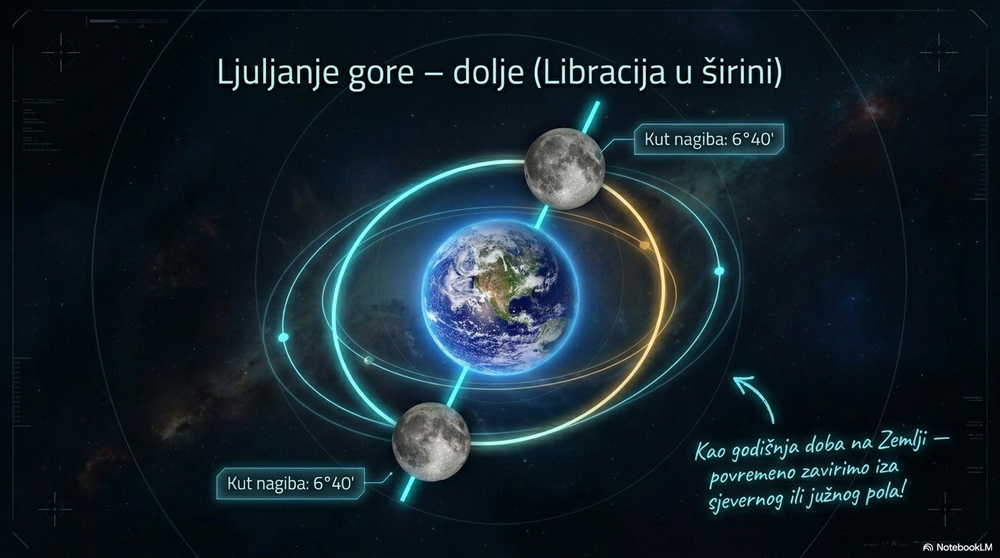 Ljuljanje gore – dolje (Libracija u širini)
Kut nagiba: 6°40'
Kut nagiba: 6°40'
Kao godišnja doba na Zemlji —
povremeno zavirimo iza
sjevernog ili južnog pola!
NotebookLM